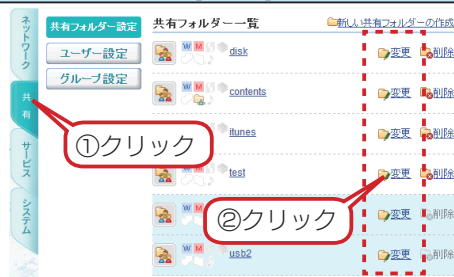 ネットワーク
共有
サービス
システム
共有フォルダー設定
ユーザー設定
グループ設定
共有フォルダー一覧
新しい共有フォルダーの作成
W M disk 変更 削除
W M contents 変更 削除
itunes 変更 削除
①クリック
test 変更 削除
W M 変更 削除
②クリック
W M usb2 変更 削除